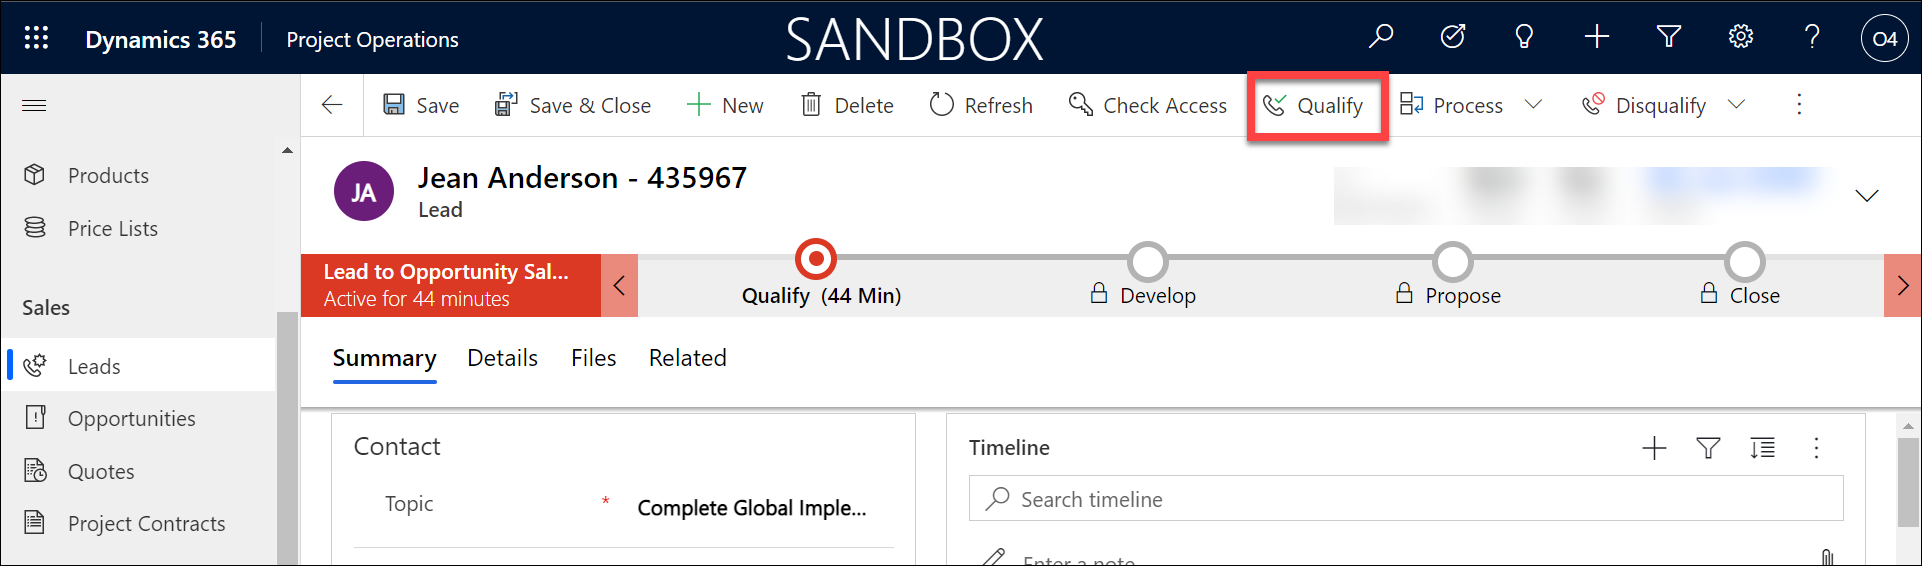 Dynamics 365
Project Operations
SANDBOX
O4
Save
Save & Close
New
Delete
Refresh
Check Access
Qualify
Process
Disqualify
Products
Price Lists
Sales
Leads
Opportunities
Quotes
Project Contracts
JA
Jean Anderson - 435967
Lead
Lead to Opportunity Sal...
Active for 44 minutes
Qualify (44 Min)
Develop
Propose
Close
Summary
Details
Files
Related
Contact
Topic * Complete Global Imple...
Timeline
Search timeline
Enter a note